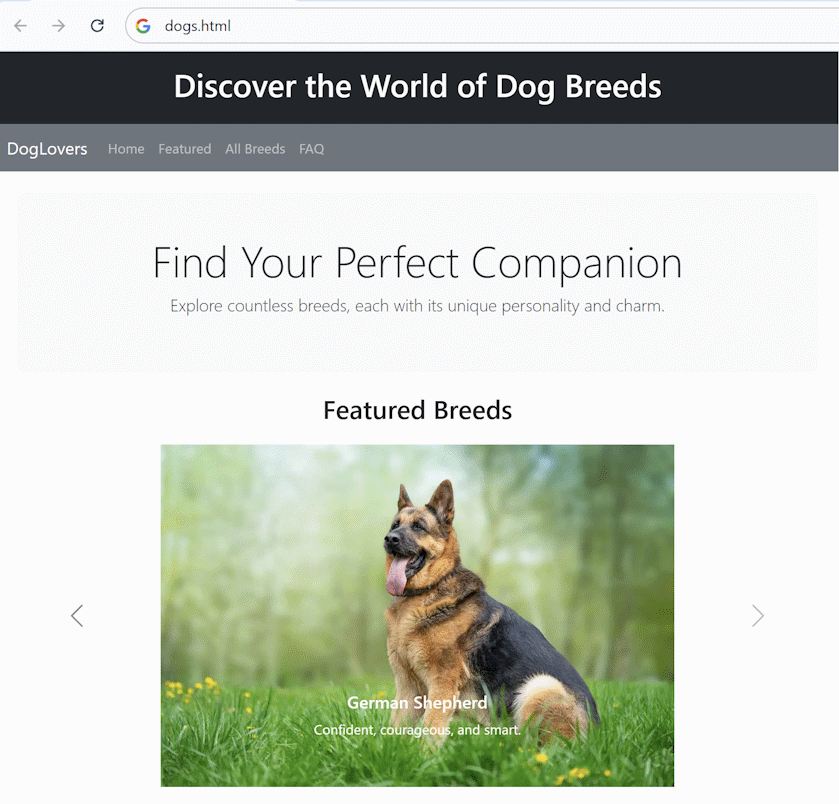 dogs.html
Discover the World of Dog Breeds
DogLovers Home Featured All Breeds FAQ
Find Your Perfect Companion
Explore countless breeds, each with its unique personality and charm.
Featured Breeds
German Shepherd
Confident, courageous, and smart.